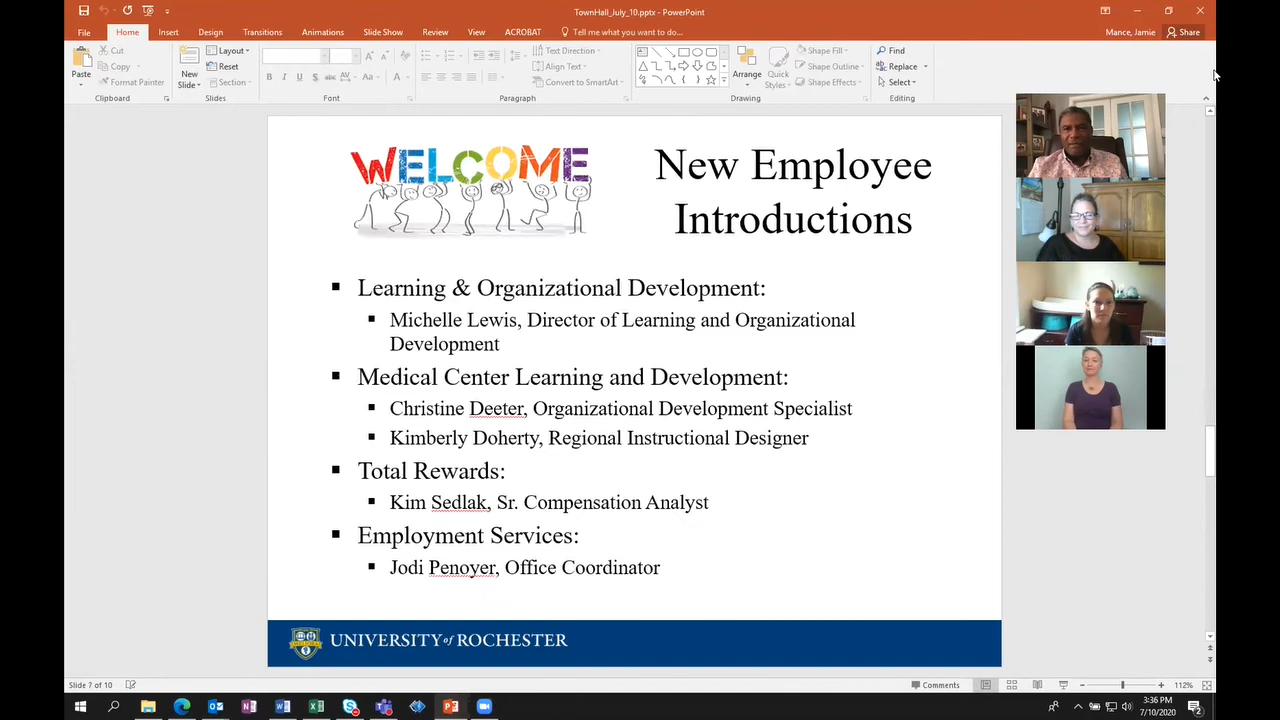 TownHall_July_10.pptx - PowerPoint
File Home Insert Design Transitions Animations Slide Show Review View ACROBAT Tell me what you want to do... Mance, Jamie Share
Paste Cut Copy Format Painter
Clipboard
New Slide Layout Reset Section
Slides
B I U S abc AV Aa A
Font
Text Direction Align Text Convert to SmartArt
Paragraph
Arrange Quick Styles Shape Fill Shape Outline Shape Effects
Drawing
Find Replace Select
Editing
WELCOME
New Employee
Introductions
Learning & Organizational Development:
Michelle Lewis, Director of Learning and Organizational
Development
Medical Center Learning and Development:
Christine Deeter, Organizational Development Specialist
Kimberly Doherty, Regional Instructional Designer
Total Rewards:
Kim Sedlak, Sr. Compensation Analyst
Employment Services:
Jodi Penoyer, Office Coordinator
UNIVERSITY of ROCHESTER
Slide 7 of 10 Comments 112%
3:36 PM
7/10/2020
2